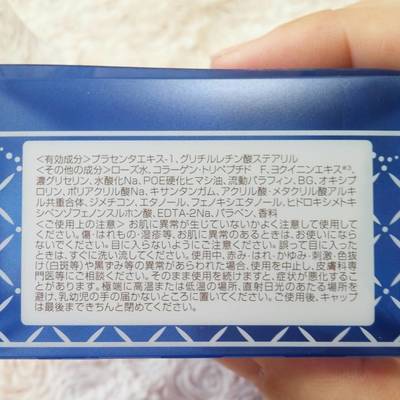 <有効成分> プラセンタエキス-1、グリチルレチン酸ステアリル
<その他の成分> ローズ水、コラーゲン・トリペプチド F、ヨクイニンエキス※3、
濃グリセリン、水酸化Na、POE硬化ヒマシ油、流動パラフィン、BG、オキシプ
ロリン、ポリアクリル酸Na、キサンタンガム、アクリル酸・メタクリル酸アルキ
ル共重合体、ジメチコン、エタノール、フェノキシエタノール、ヒドロキシメトキ
シベンゾフェノンスルホン酸、EDTA-2Na、パラベン、香料
<ご使用上の注意> お肌に異常が生じていないかよく注意して使用して
ください。傷・はれもの・湿疹等、お肌に異常のあるときは、お使いになら
ないでください。目に入らないようにご注意ください。誤って目に入った
ときは、すぐに洗い流してください。使用中、赤み・はれ・かゆみ・刺激・色抜
け(白斑等)や黒ずみ等の異常があらわれた場合、使用を中止し、皮膚科専
門医等にご相談ください。そのまま使用を続けますと、症状が悪化すること
があります。極端に高温または低温の場所、直射日光のあたる場所を
避け、乳幼児の手の届かないところに置いてください。ご使用後、キャップ
は最後まできちんと閉めてください。